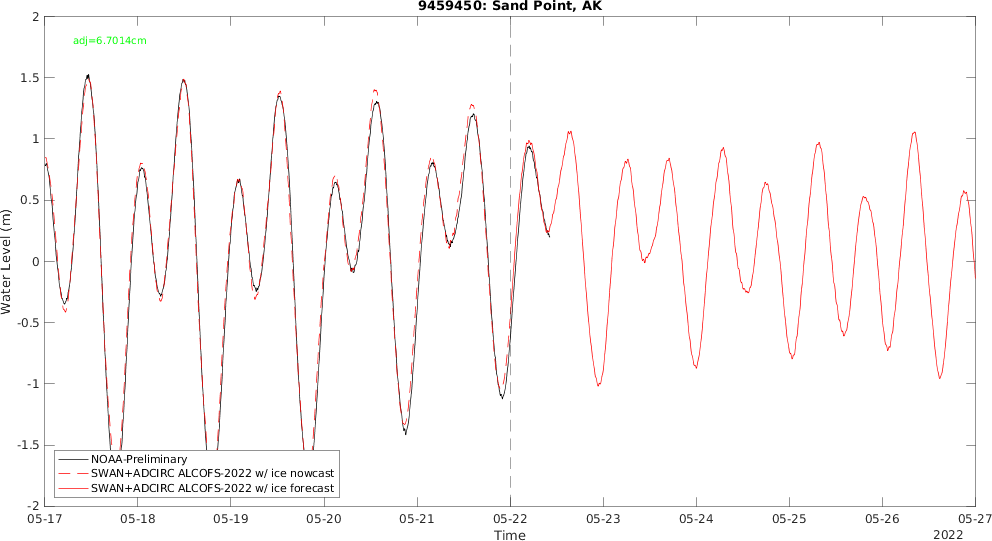 9459450: Sand Point, AK
adj=6.7014cm
Water Level (m)
2
1.5
1
0.5
0
-0.5
-1
-1.5
-2
NOAA-Preliminary
SWAN+ADCIRC ALCOFS-2022 w/ ice nowcast
SWAN+ADCIRC ALCOFS-2022 w/ ice forecast
05-17 05-18 05-19 05-20 05-21 05-22 05-23 05-24 05-25 05-26 05-27
Time
2022